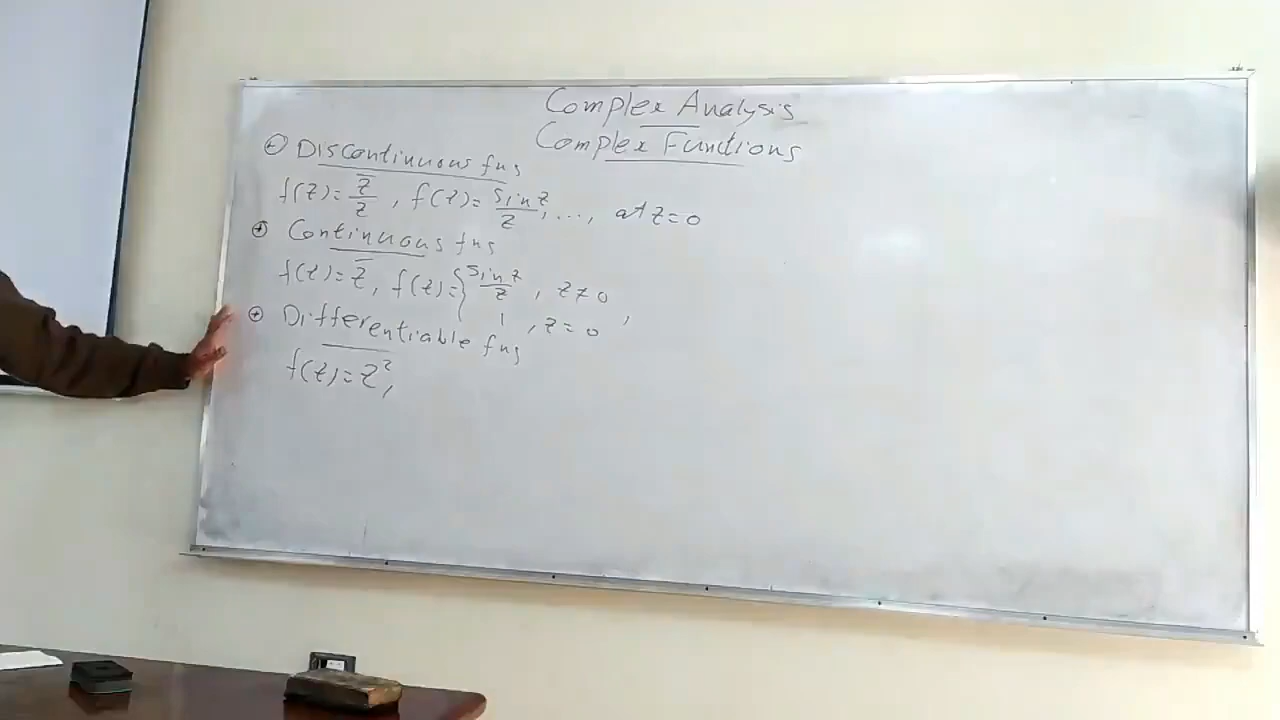 Complex Analysis
Complex Functions
⊕ Discontinuous fns
f(z) = z̄/z , f(z) = sin z/z , ..., at z = 0
⊕ Continuous fns
f(z) = z̄, f(z) = { sin z/z , z ≠ 0
1 , z = 0 ,
⊕ Differentiable fns
f(z) = z²,